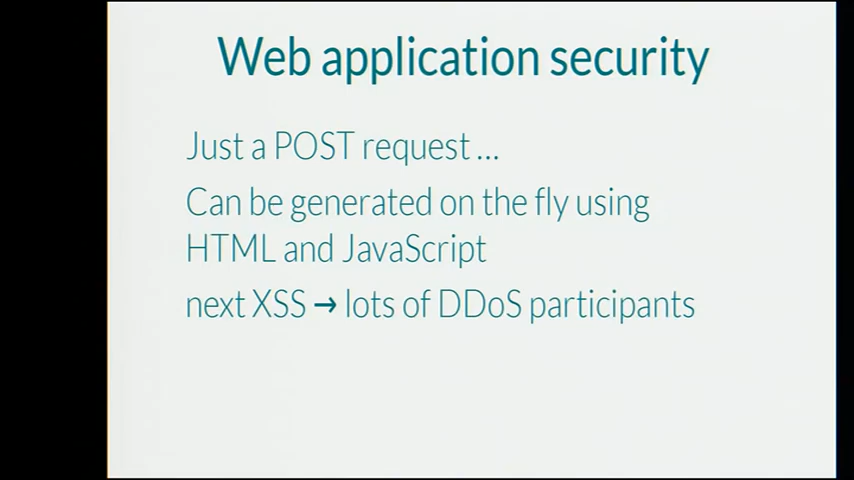 Web application security
Just a POST request ...
Can be generated on the fly using
HTML and JavaScript
next XSS → lots of DDoS participants